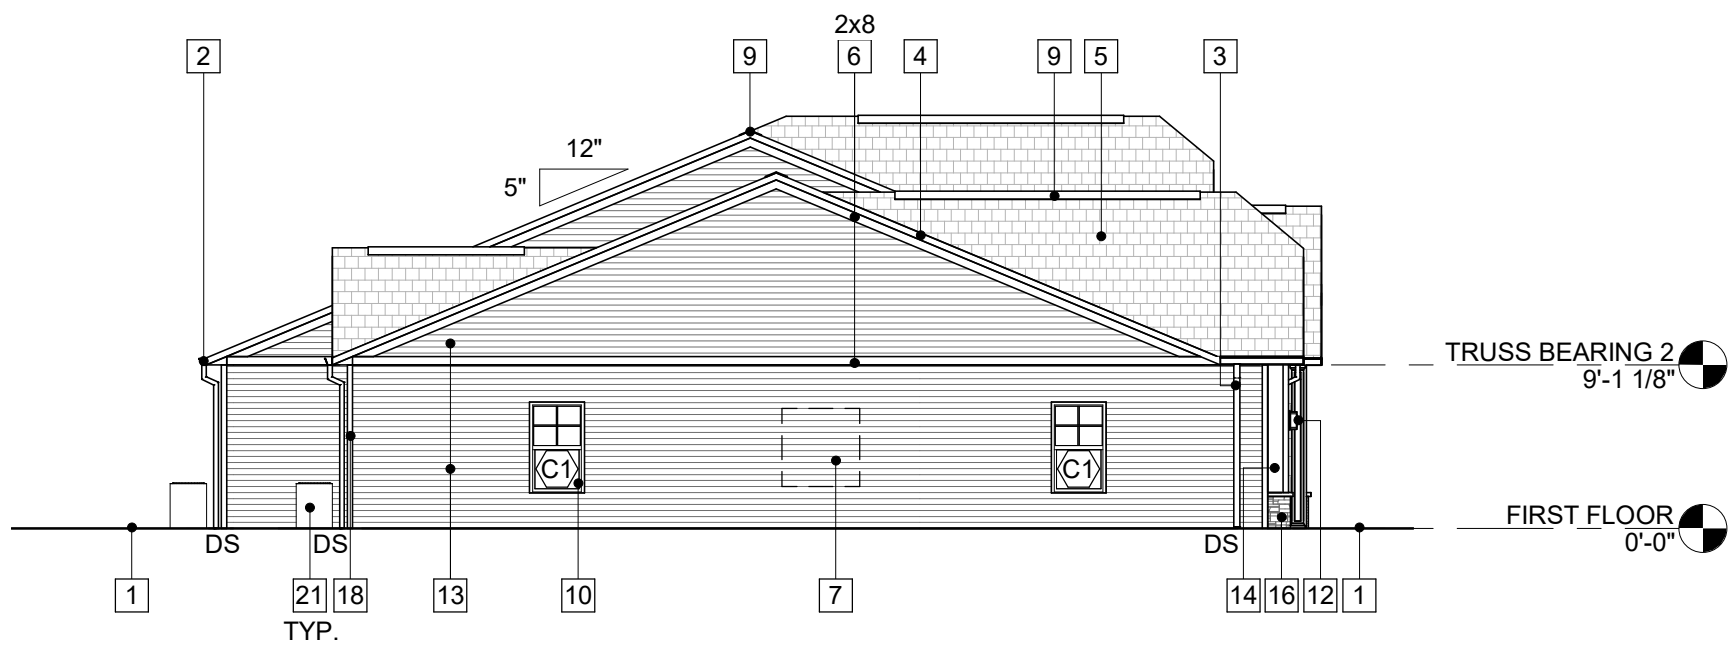 2x8
2
9
6
4
9
5
3
12"
5"
TRUSS BEARING 2
9'-1 1/8"
C1
C1
FIRST FLOOR
0'-0"
DS
DS
DS
1
21
18
13
10
7
14
16
12
1
TYP.